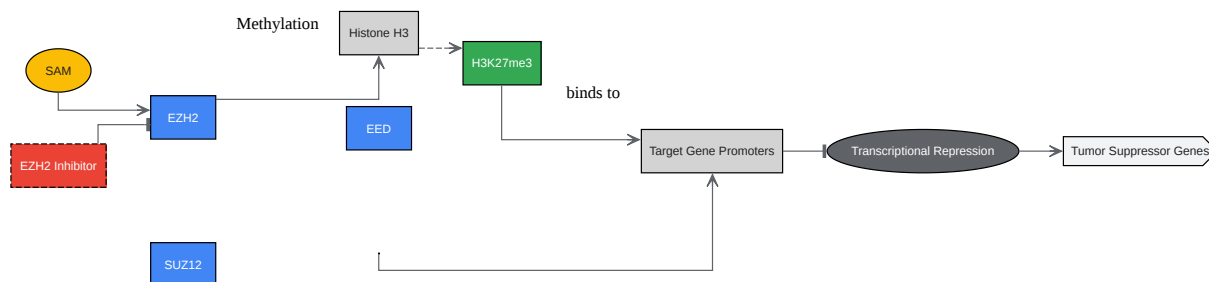 Methylation
Histone H3
H3K27me3
SAM
binds to
EZH2
EED
EZH2 Inhibitor
Target Gene Promoters
Transcriptional Repression
Tumor Suppressor Genes
SUZ12